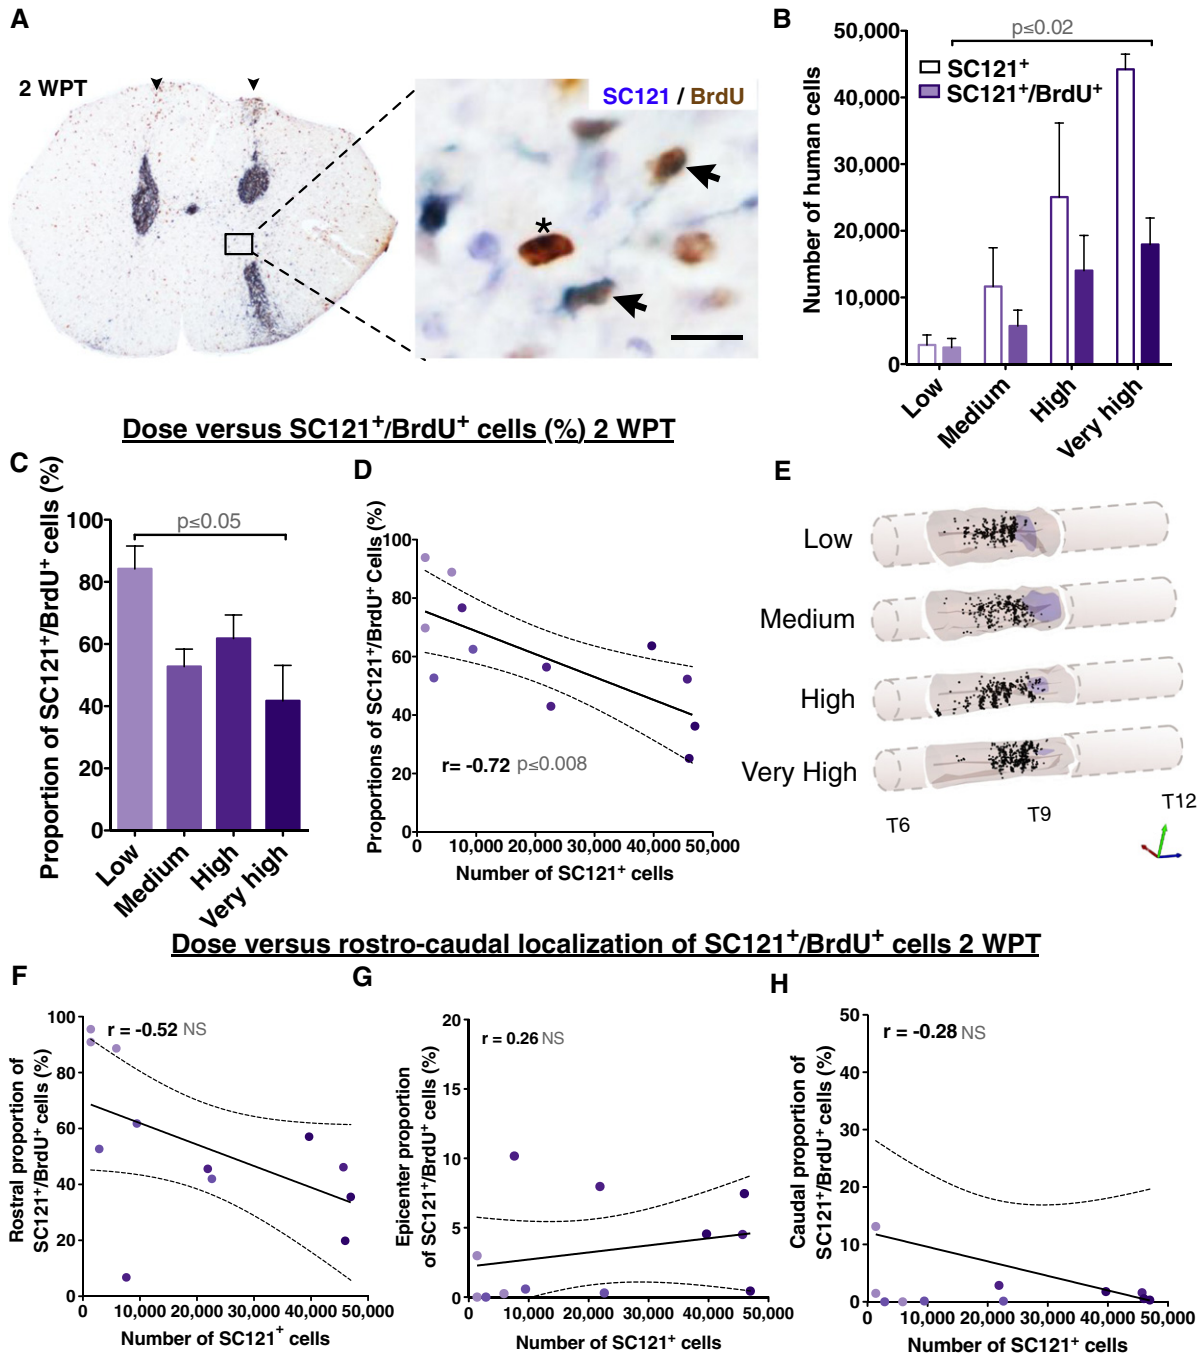 A
2 WPT
SC121 / BrdU
*
B
Number of human cells
50,000
40,000
30,000
20,000
10,000
0
p≤0.02
SC121⁺
SC121⁺/BrdU⁺
Low
Medium
High
Very high
Dose versus SC121⁺/BrdU⁺ cells (%) 2 WPT
C
Proportion of SC121⁺/BrdU⁺ cells (%)
100
80
60
40
20
0
p≤0.05
Low
Medium
High
Very high
D
Proportions of SC121⁺/BrdU⁺ Cells (%)
100
80
60
40
20
0
r= -0.72 p≤0.008
0 10,000 20,000 30,000 40,000 50,000
Number of SC121⁺ cells
E
Low
Medium
High
Very High
T6
T9
T12
Dose versus rostro-caudal localization of SC121⁺/BrdU⁺ cells 2 WPT
F
Rostral proportion of
SC121⁺/BrdU⁺ cells (%)
100
80
60
40
20
0
r = -0.52 NS
0 10,000 20,000 30,000 40,000 50,000
Number of SC121⁺ cells
G
Epicenter proportion
of SC121⁺/BrdU⁺ cells (%)
20
15
10
5
0
r = 0.26 NS
0 10,000 20,000 30,000 40,000 50,000
Number of SC121⁺ cells
H
Caudal proportion of
SC121⁺/BrdU⁺ cells (%)
50
40
30
20
10
0
r = -0.28 NS
0 10,000 20,000 30,000 40,000 50,000
Number of SC121⁺ cells